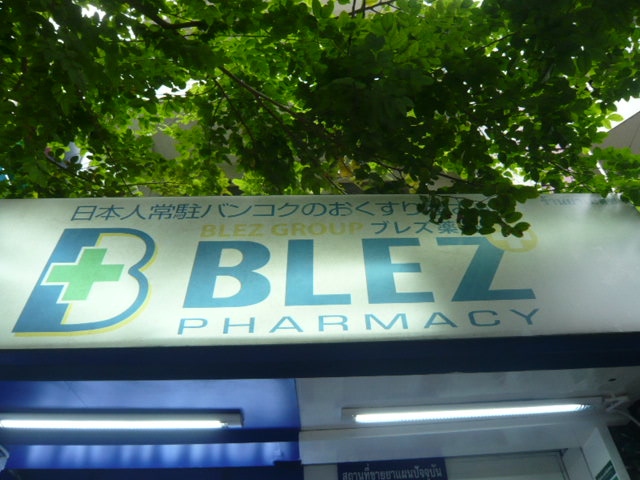 日本人常駐バンコクのおくすり
BLEZ GROUP ブレズ薬
B BLEZ
PHARMACY
สถานที่ขายยาแผนปัจจุบัน